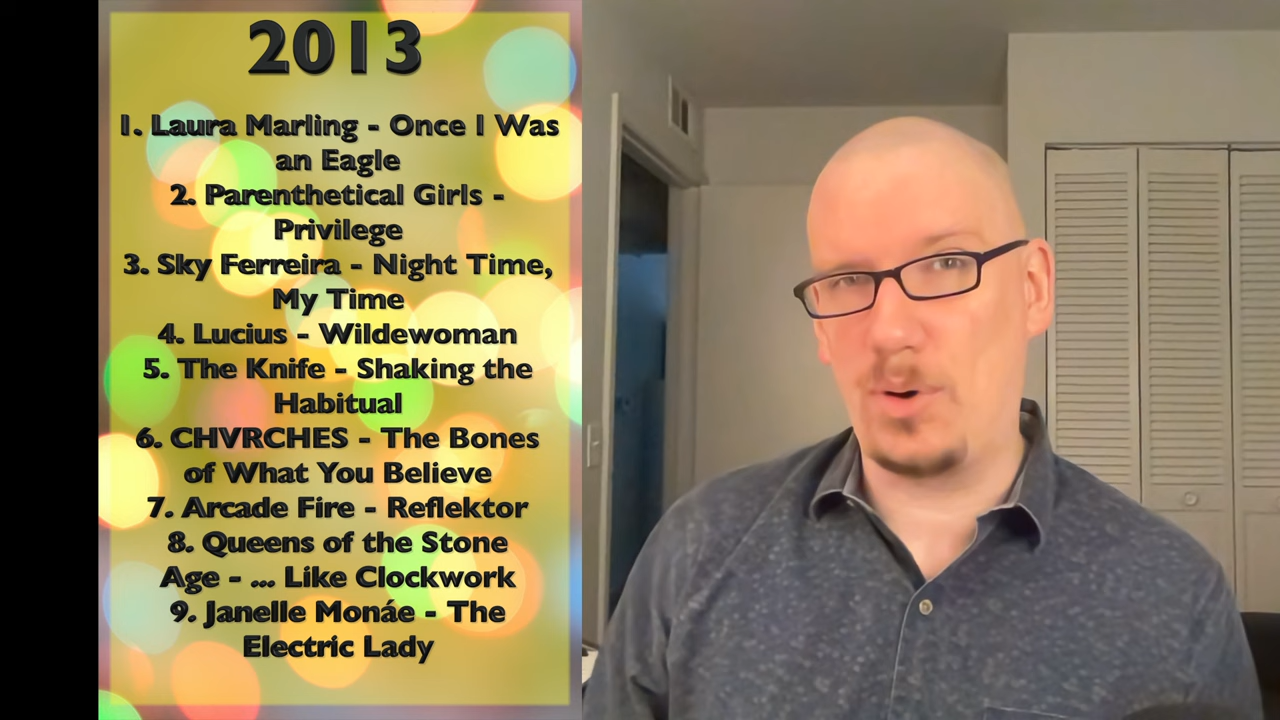 2013
1. Laura Marling - Once I Was
an Eagle
2. Parenthetical Girls -
Privilege
3. Sky Ferreira - Night Time,
My Time
4. Lucius - Wildewoman
5. The Knife - Shaking the
Habitual
6. CHVRCHES - The Bones
of What You Believe
7. Arcade Fire - Reflektor
8. Queens of the Stone
Age - ... Like Clockwork
9. Janelle Monáe - The
Electric Lady